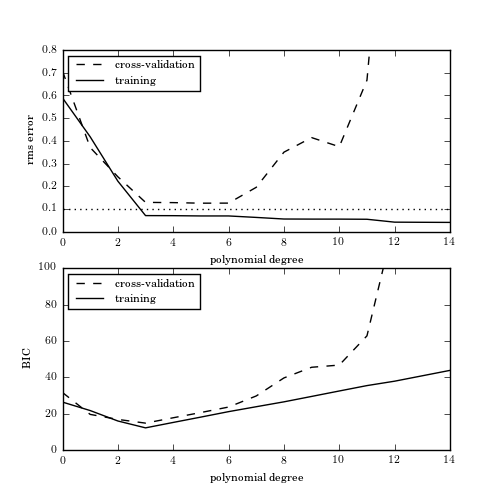 0.8
0.7
0.6
0.5
0.4
0.3
0.2
0.1
0.0
rms error
cross-validation
training
0 2 4 6 8 10 12 14
polynomial degree
100
80
60
40
20
0
BIC
cross-validation
training
0 2 4 6 8 10 12 14
polynomial degree